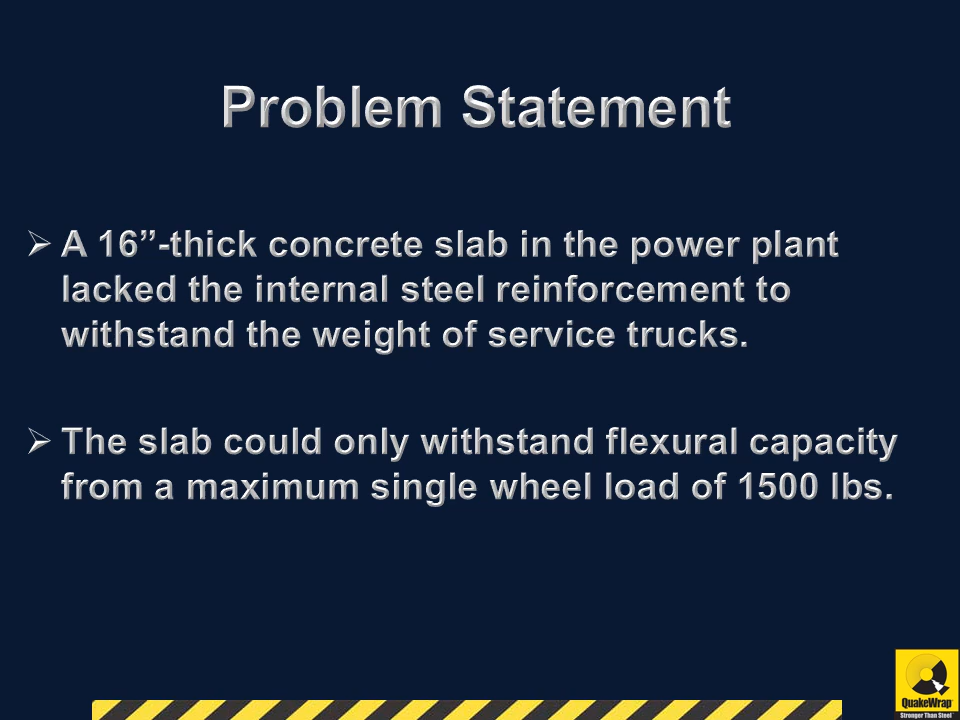 Problem Statement
➢ A 16”-thick concrete slab in the power plant
lacked the internal steel reinforcement to
withstand the weight of service trucks.
➢ The slab could only withstand flexural capacity
from a maximum single wheel load of 1500 lbs.
QuakeWrap
Stronger Than Steel